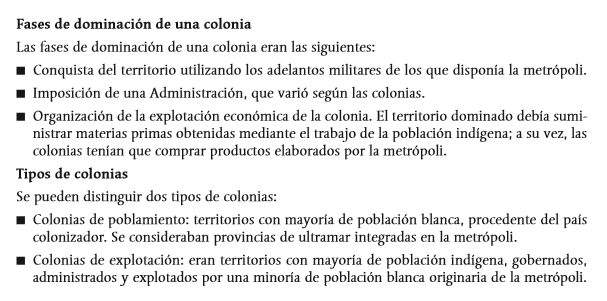 Fases de dominación de una colonia
Las fases de dominación de una colonia eran las siguientes:
■ Conquista del territorio utilizando los adelantos militares de los que disponía la metrópoli.
■ Imposición de una Administración, que varió según las colonias.
■ Organización de la explotación económica de la colonia. El territorio dominado debía sumi-
nistrar materias primas obtenidas mediante el trabajo de la población indígena; a su vez, las
colonias tenían que comprar productos elaborados por la metrópoli.
Tipos de colonias
Se pueden distinguir dos tipos de colonias:
■ Colonias de poblamiento: territorios con mayoría de población blanca, procedente del país
colonizador. Se consideraban provincias de ultramar integradas en la metrópoli.
■ Colonias de explotación: eran territorios con mayoría de población indígena, gobernados,
administrados y explotados por una minoría de población blanca originaria de la metrópoli.